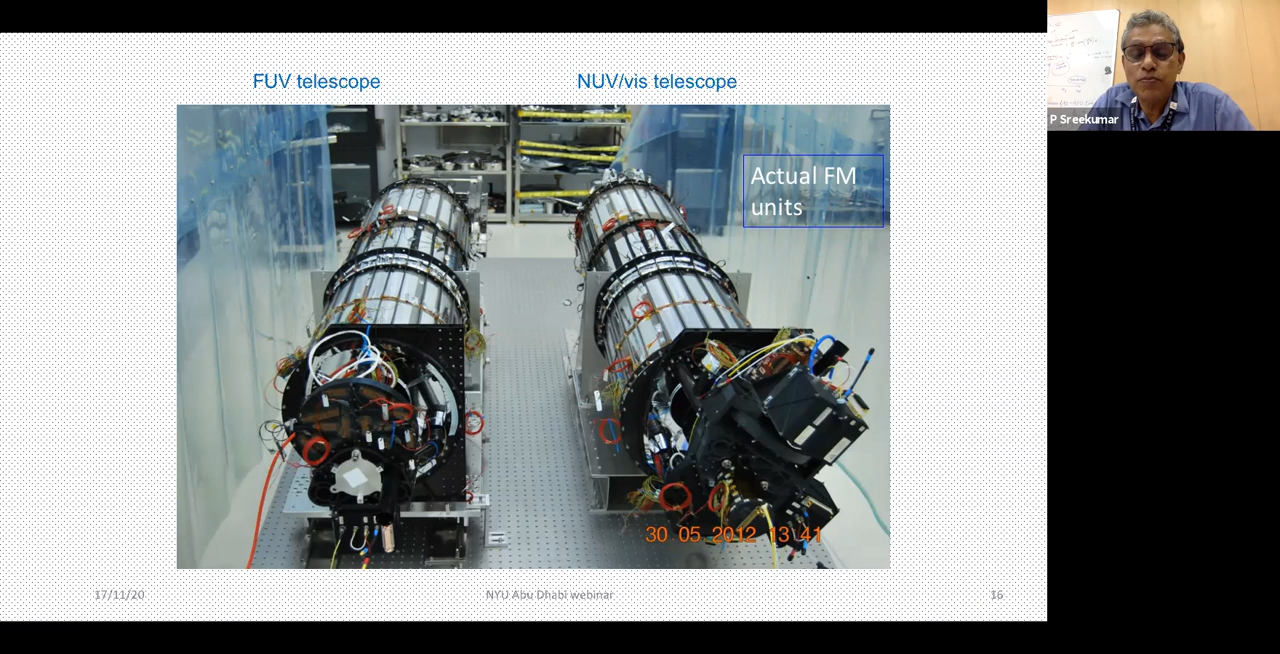 FUV telescope
NUV/vis telescope
Actual FM
units
30 05 2012 13 41
17/11/20
NYU Abu Dhabi webinar
16
P Sreekumar